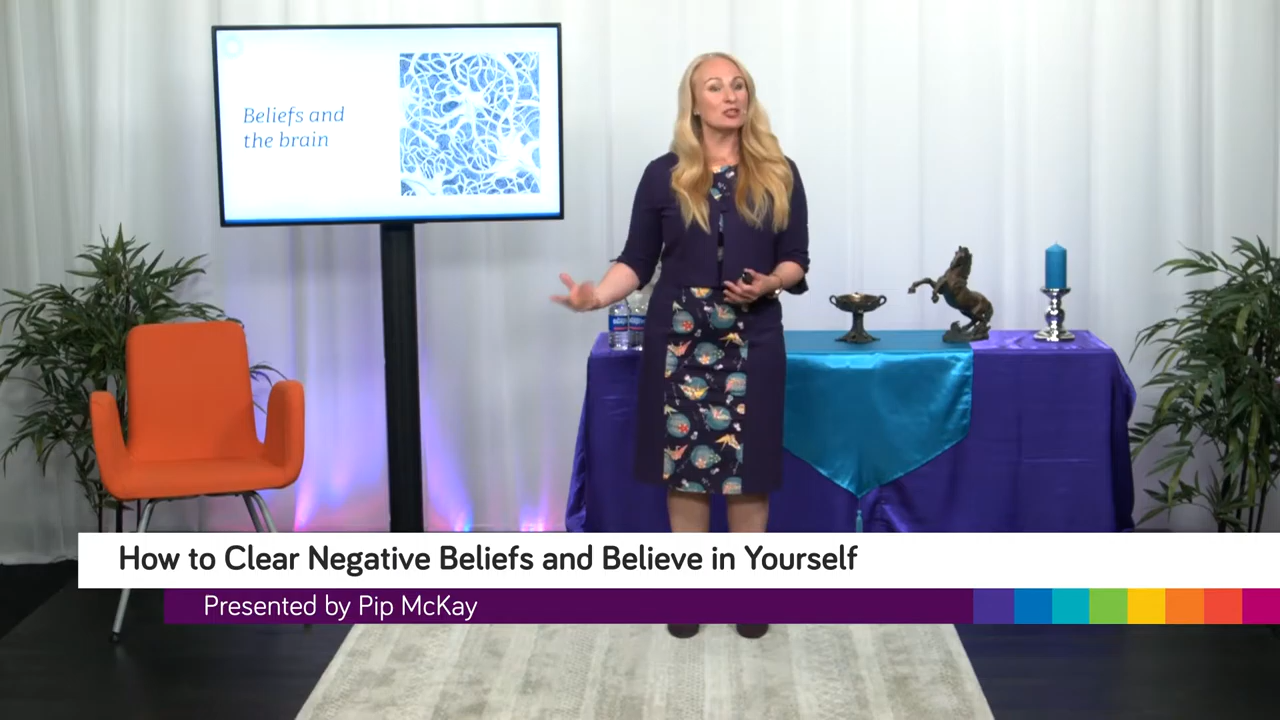 Beliefs and
the brain
How to Clear Negative Beliefs and Believe in Yourself
Presented by Pip McKay